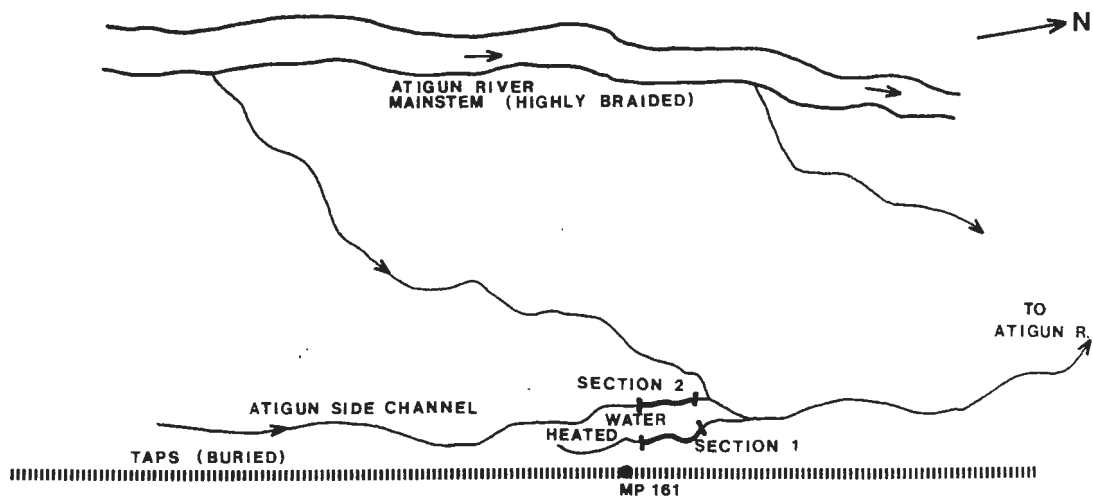 N
ATIGUN RIVER
MAINSTEM (HIGHLY BRAIDED)
TO
ATIGUN R.
SECTION 2
ATIGUN SIDE CHANNEL
WATER
HEATED
SECTION 1
TAPS (BURIED)
MP 161